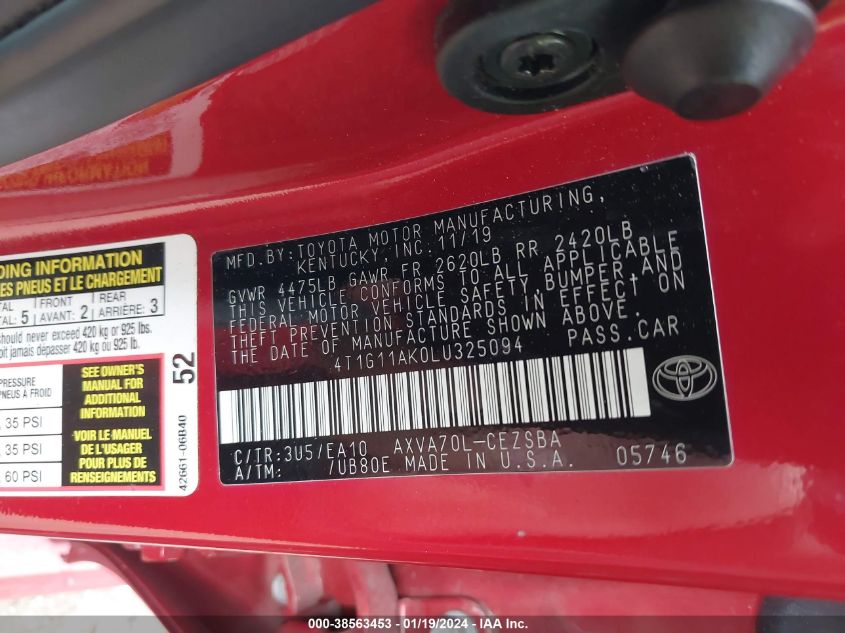 MFD.BY:TOYOTA MOTOR MANUFACTURING,
KENTUCKY,INC.11/19
GVWR 4475LB GAWR FR 2620LB RR 2420LB
THIS VEHICLE CONFORMS TO ALL APPLICABLE
FEDERAL MOTOR VEHICLE SAFETY,BUMPER,AND
THEFT PREVENTION STANDARDS IN EFFECT ON
THE DATE OF MANUFACTURE SHOWN ABOVE.
4T1G11AK0LU325094 PASS.CAR
C/TR:3U5/EA10 AXVA70L-CEZSBA
A/TM: /UB80E MADE IN U.S.A. 05746
DING INFORMATION
LES PNEUS ET LE CHARGEMENT
TAL FRONT REAR
TAL: 5 AVANT: 2 ARRIÈRE: 3
should never exceed 420 kg or 925 lbs.
oit jamais dépasser 420 kg ou 925 lb.
PRESSURE
PNEUS À FROID
35 PSI
35 PSI
60 PSI
SEE OWNER'S
MANUAL FOR
ADDITIONAL
INFORMATION
VOIR LE MANUEL
DE L'USAGER
POUR PLUS DE
RENSEIGNEMENTS
52
42661-06B40
000-38563453 - 01/19/2024 - IAA Inc.